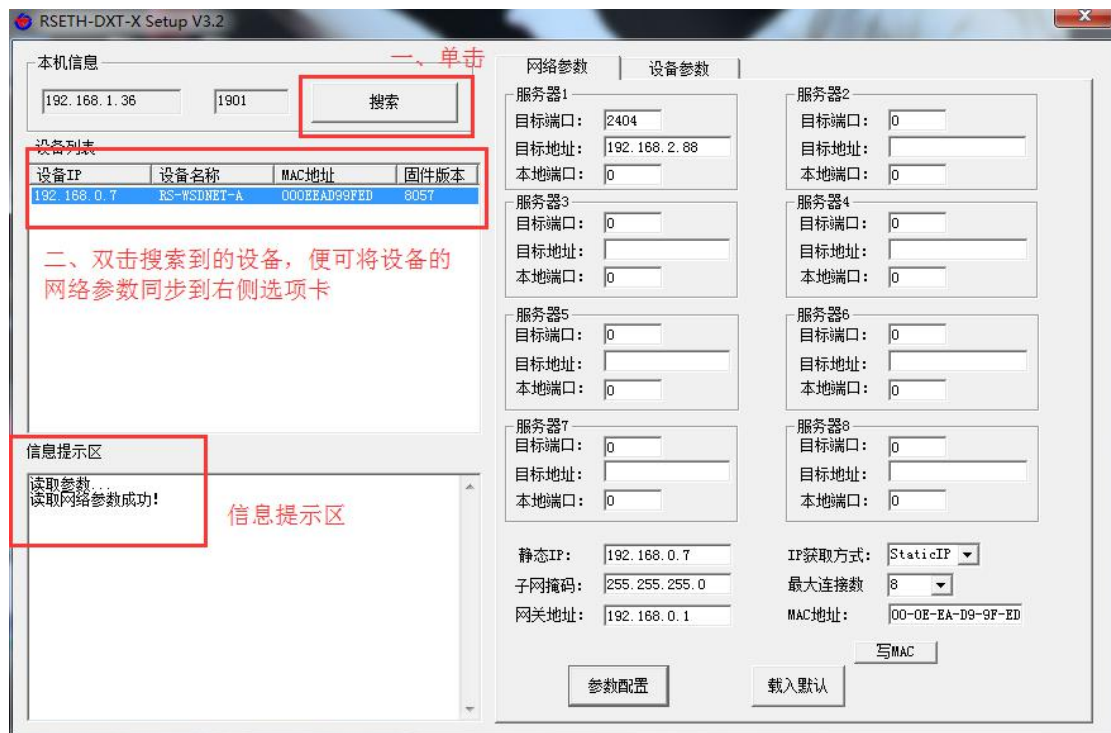 RSETH-DXT-X Setup V3.2
x
本机信息
一、单击
192.168.1.36
1901
搜索
设备列表
设备IP 设备名称 MAC地址 固件版本
192.168.0.7 RS-WSDNET-A 000EEAD99FED 8057
二、双击搜索到的设备，便可将设备的
网络参数同步到右侧选项卡
信息提示区
读取参数...
读取网络参数成功!
信息提示区
网络参数 设备参数
服务器1
目标端口: 2404
目标地址: 192.168.2.88
本地端口: 0
服务器2
目标端口: 0
目标地址:
本地端口: 0
服务器3
目标端口: 0
目标地址:
本地端口: 0
服务器4
目标端口: 0
目标地址:
本地端口: 0
服务器5
目标端口: 0
目标地址:
本地端口: 0
服务器6
目标端口: 0
目标地址:
本地端口: 0
服务器7
目标端口: 0
目标地址:
本地端口: 0
服务器8
目标端口: 0
目标地址:
本地端口: 0
静态IP: 192.168.0.7
IP获取方式: StaticIP
子网掩码: 255.255.255.0
最大连接数 8
网关地址: 192.168.0.1
MAC地址: 00-0E-EA-D9-9F-ED
写MAC
参数配置
载入默认